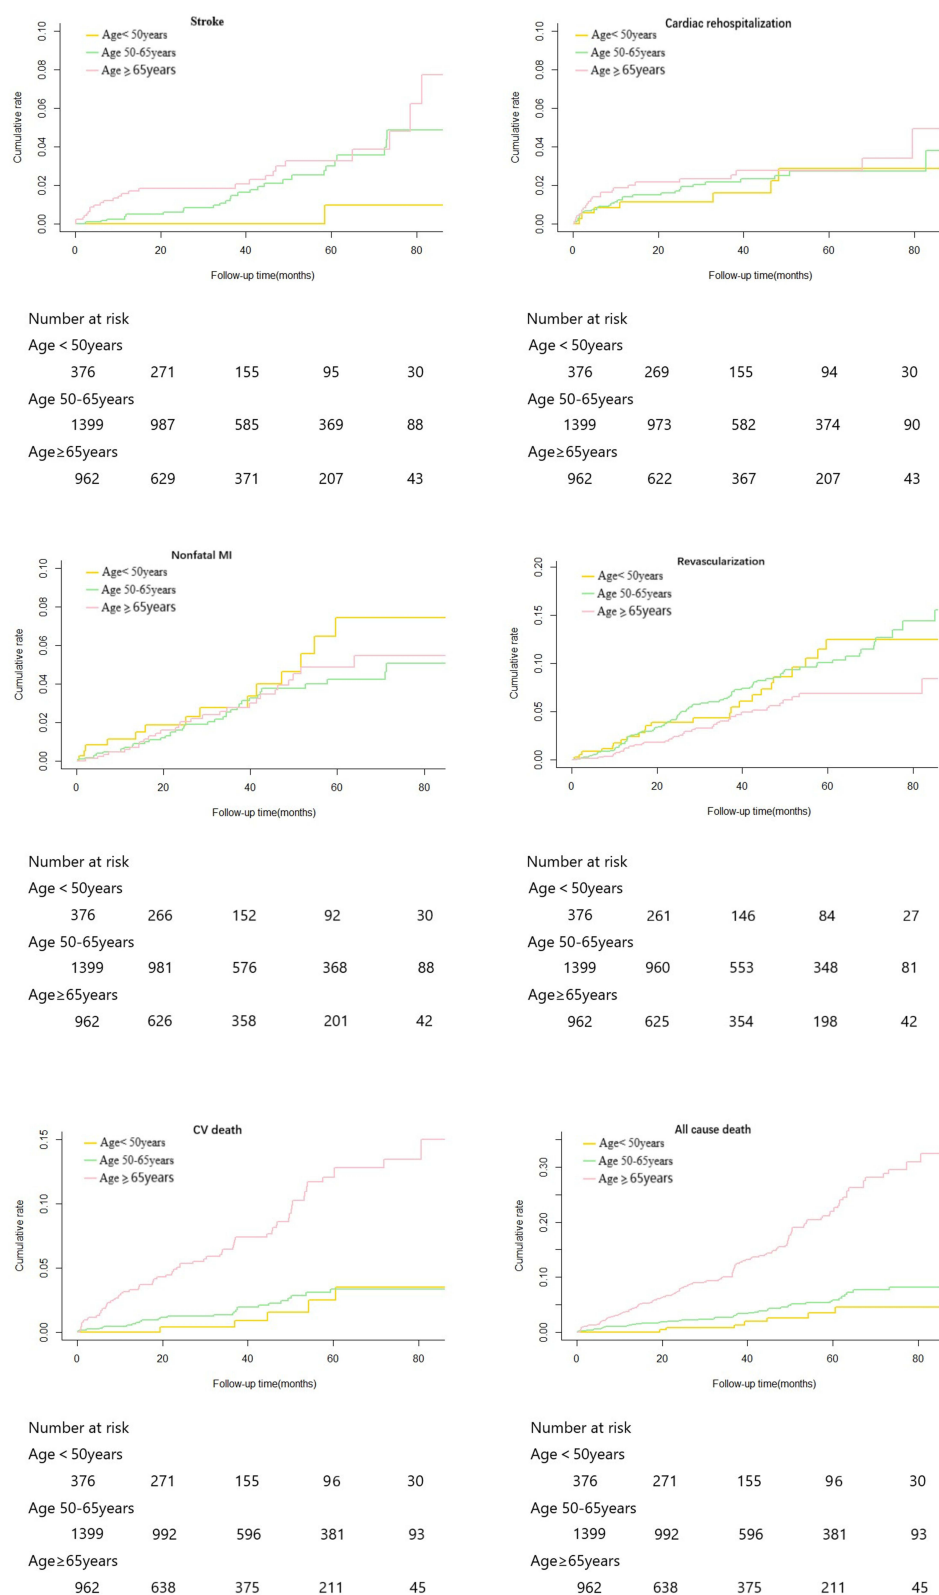 Stroke
Age< 50years
Age 50-65years
Age ≥ 65years
Cumulative rate
0.00 0.02 0.04 0.06 0.08 0.10
0 20 40 60 80
Follow-up time(months)
Number at risk
Age < 50years
376 271 155 95 30
Age 50-65years
1399 987 585 369 88
Age≥65years
962 629 371 207 43
Cardiac rehospitalization
Age< 50years
Age 50-65years
Age ≥ 65years
Cumulative rate
0.00 0.02 0.04 0.06 0.08 0.10
0 20 40 60 80
Follow-up time(months)
Number at risk
Age < 50years
376 269 155 94 30
Age 50-65years
1399 973 582 374 90
Age≥65years
962 622 367 207 43
Nonfatal MI
Age< 50years
Age 50-65years
Age ≥ 65years
Cumulative rate
0.00 0.02 0.04 0.06 0.08 0.10
0 20 40 60 80
Follow-up time(months)
Number at risk
Age < 50years
376 266 152 92 30
Age 50-65years
1399 981 576 368 88
Age≥65years
962 626 358 201 42
Revascularization
Age< 50years
Age 50-65years
Age ≥ 65years
Cumulative rate
0.00 0.05 0.10 0.15 0.20
0 20 40 60 80
Follow-up time(months)
Number at risk
Age < 50years
376 261 146 84 27
Age 50-65years
1399 960 553 348 81
Age≥65years
962 625 354 198 42
CV death
Age< 50years
Age 50-65years
Age ≥ 65years
Cumulative rate
0.00 0.05 0.10 0.15
0 20 40 60 80
Follow-up time(months)
Number at risk
Age < 50years
376 271 155 96 30
Age 50-65years
1399 992 596 381 93
Age≥65years
962 638 375 211 45
All cause death
Age< 50years
Age 50-65years
Age ≥ 65years
Cumulative rate
0.00 0.10 0.20 0.30
0 20 40 60 80
Follow-up time(months)
Number at risk
Age < 50years
376 271 155 96 30
Age 50-65years
1399 992 596 381 93
Age≥65years
962 638 375 211 45